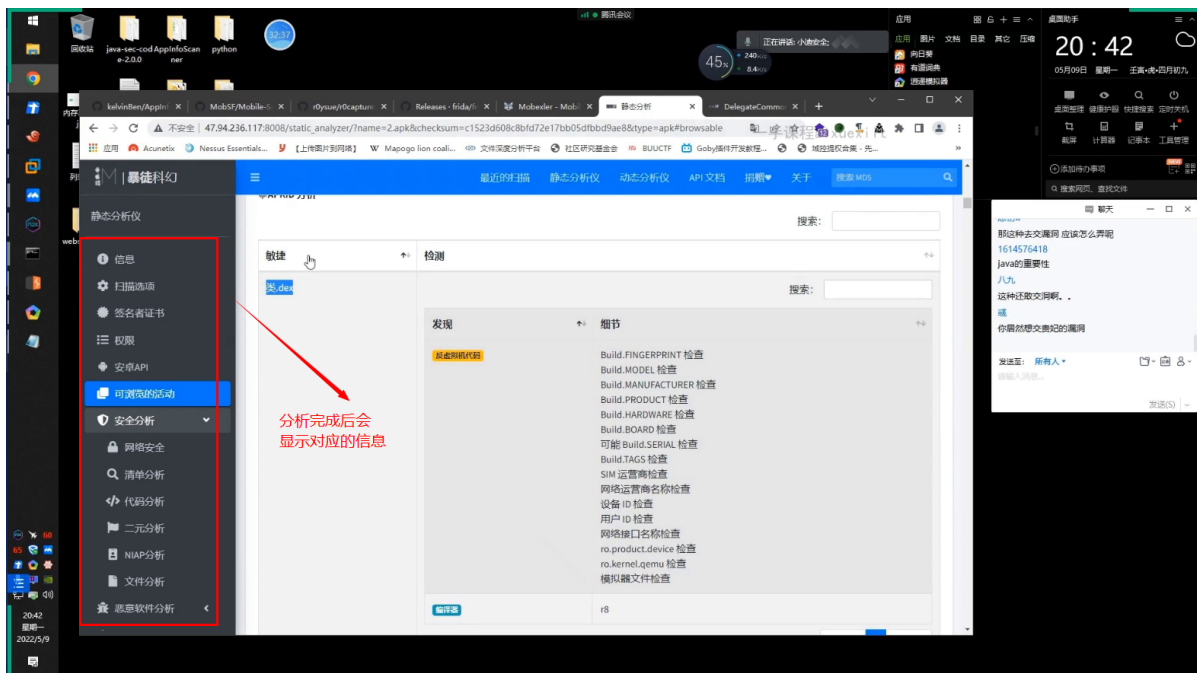 腾讯会议
32:37
回收站
java-sec-cod
e-2.0.0
AppInfoScan
ner
python
正在讲话: 小迪安全;
45%
240
8.4
应用
应用 图片 文档 目录 其它 压缩
向日葵
有道词典
逍遥模拟器
桌面助手
20 : 42
05月09日 星期一 壬寅•虎•四月初九
桌面整理 健康护眼 快捷搜索 定时关机
截屏 计算器 记事本 工具管理
添加待办事项
搜索网页、查找文件
kelvinBen/AppInf
MobSF/Mobile-S
r0ysue/r0captur
Releases · frida/fr
Mobexler - Mobil
静态分析
DelegateCommo
不安全 | 47.94.236.117:8008/static_analyzer/?name=2.apk&checksum=c1523d608c8bfd72e17bb05dfbbd9ae8&type=apk#browsable
应用 Acunetix Nessus Essentials... 【上传图片到网络】 Mapogo lion coali... 文件深度分析平台 社区研究基金会 BUUCTF Goby插件开发教程... 域控提权合集 - 先...
暴徒科幻
最近的扫描 静态分析仪 动态分析仪 API 文档 捐赠♥ 关于 搜索 MD5
静态分析仪
信息
扫描选项
签名者证书
权限
安卓API
可浏览的活动
安全分析
网络安全
清单分析
代码分析
二元分析
NIAP分析
文件分析
恶意软件分析
搜索:
敏捷 检测
类.dex
搜索:
发现 细节
反虚拟机代码
Build.FINGERPRINT 检查
Build.MODEL 检查
Build.MANUFACTURER 检查
Build.PRODUCT 检查
Build.HARDWARE 检查
Build.BOARD 检查
可能 Build.SERIAL 检查
Build.TAGS 检查
SIM 运营商检查
网络运营商名称检查
设备 ID 检查
用户 ID 检查
网络接口名称检查
ro.product.device 检查
ro.kernel.qemu 检查
模拟器文件检查
编译器 r8
分析完成后会
显示对应的信息
聊天
那这种去交漏洞 应该怎么弄呢
1614576418
java的重要性
八九
这种还敢交洞啊。.
你居然想交贵妃的漏洞
发送至: 所有人
请输入消息...
发送(S)
60
65
20:42
星期一
2022/5/9